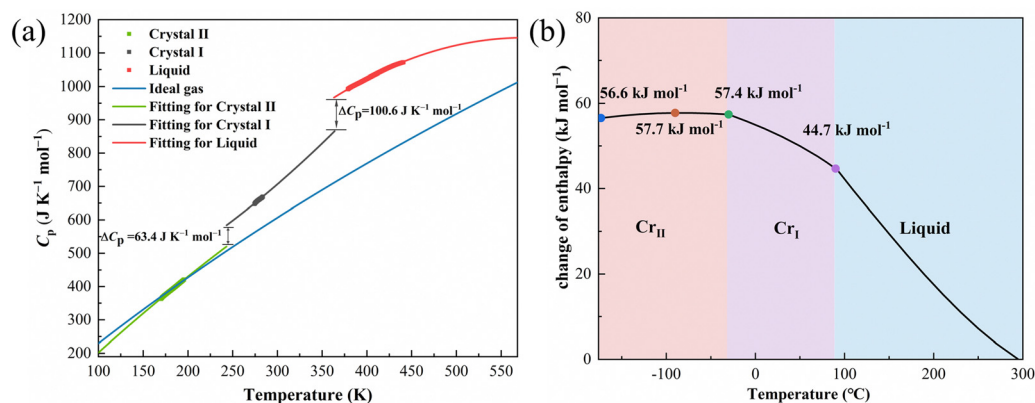 (a)
1200
1100
1000
900
800
700
600
500
400
300
200
Cp (J K⁻¹ mol⁻¹)
Crystal II
Crystal I
Liquid
Ideal gas
Fitting for Crystal II
Fitting for Crystal I
Fitting for Liquid
ΔCp=100.6 J K⁻¹ mol⁻¹
ΔCp =63.4 J K⁻¹ mol⁻¹
100 150 200 250 300 350 400 450 500 550
Temperature (K)
(b)
80
60
40
20
0
change of enthalpy (kJ mol⁻¹)
56.6 kJ mol⁻¹
57.4 kJ mol⁻¹
57.7 kJ mol⁻¹
44.7 kJ mol⁻¹
CrII
CrI
Liquid
-100 0 100 200 300
Temperature (°C)